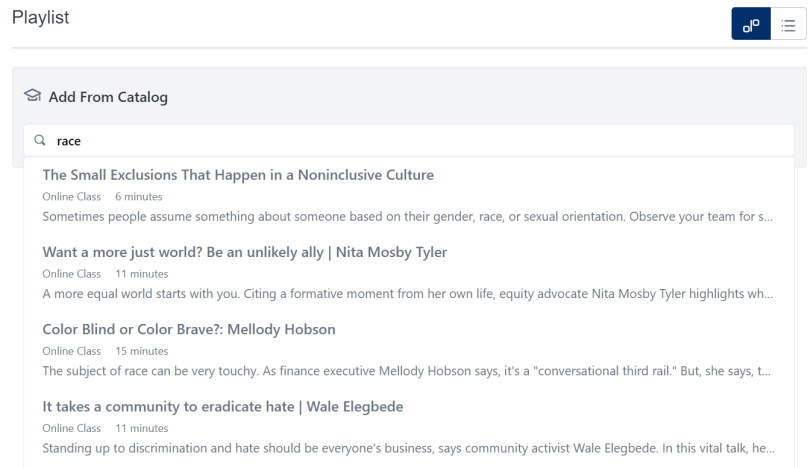 Playlist
Add From Catalog
race
The Small Exclusions That Happen in a Noninclusive Culture
Online Class 6 minutes
Sometimes people assume something about someone based on their gender, race, or sexual orientation. Observe your team for s...
Want a more just world? Be an unlikely ally | Nita Mosby Tyler
Online Class 11 minutes
A more equal world starts with you. Citing a formative moment from her own life, equity advocate Nita Mosby Tyler highlights wh...
Color Blind or Color Brave?: Mellody Hobson
Online Class 15 minutes
The subject of race can be very touchy. As finance executive Mellody Hobson says, it's a "conversational third rail." But, she says, t...
It takes a community to eradicate hate | Wale Elegbede
Online Class 11 minutes
Standing up to discrimination and hate should be everyone's business, says community activist Wale Elegbede. In this vital talk, he...